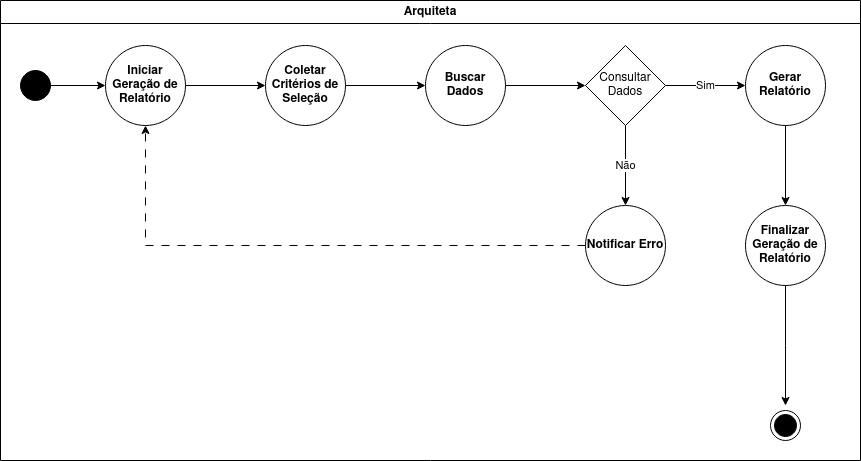 Arquiteta
Iniciar
Geração de
Relatório
Coletar
Critérios de
Seleção
Buscar
Dados
Consultar
Dados
Sim
Gerar
Relatório
Não
Notificar Erro
Finalizar
Geração de
Relatório